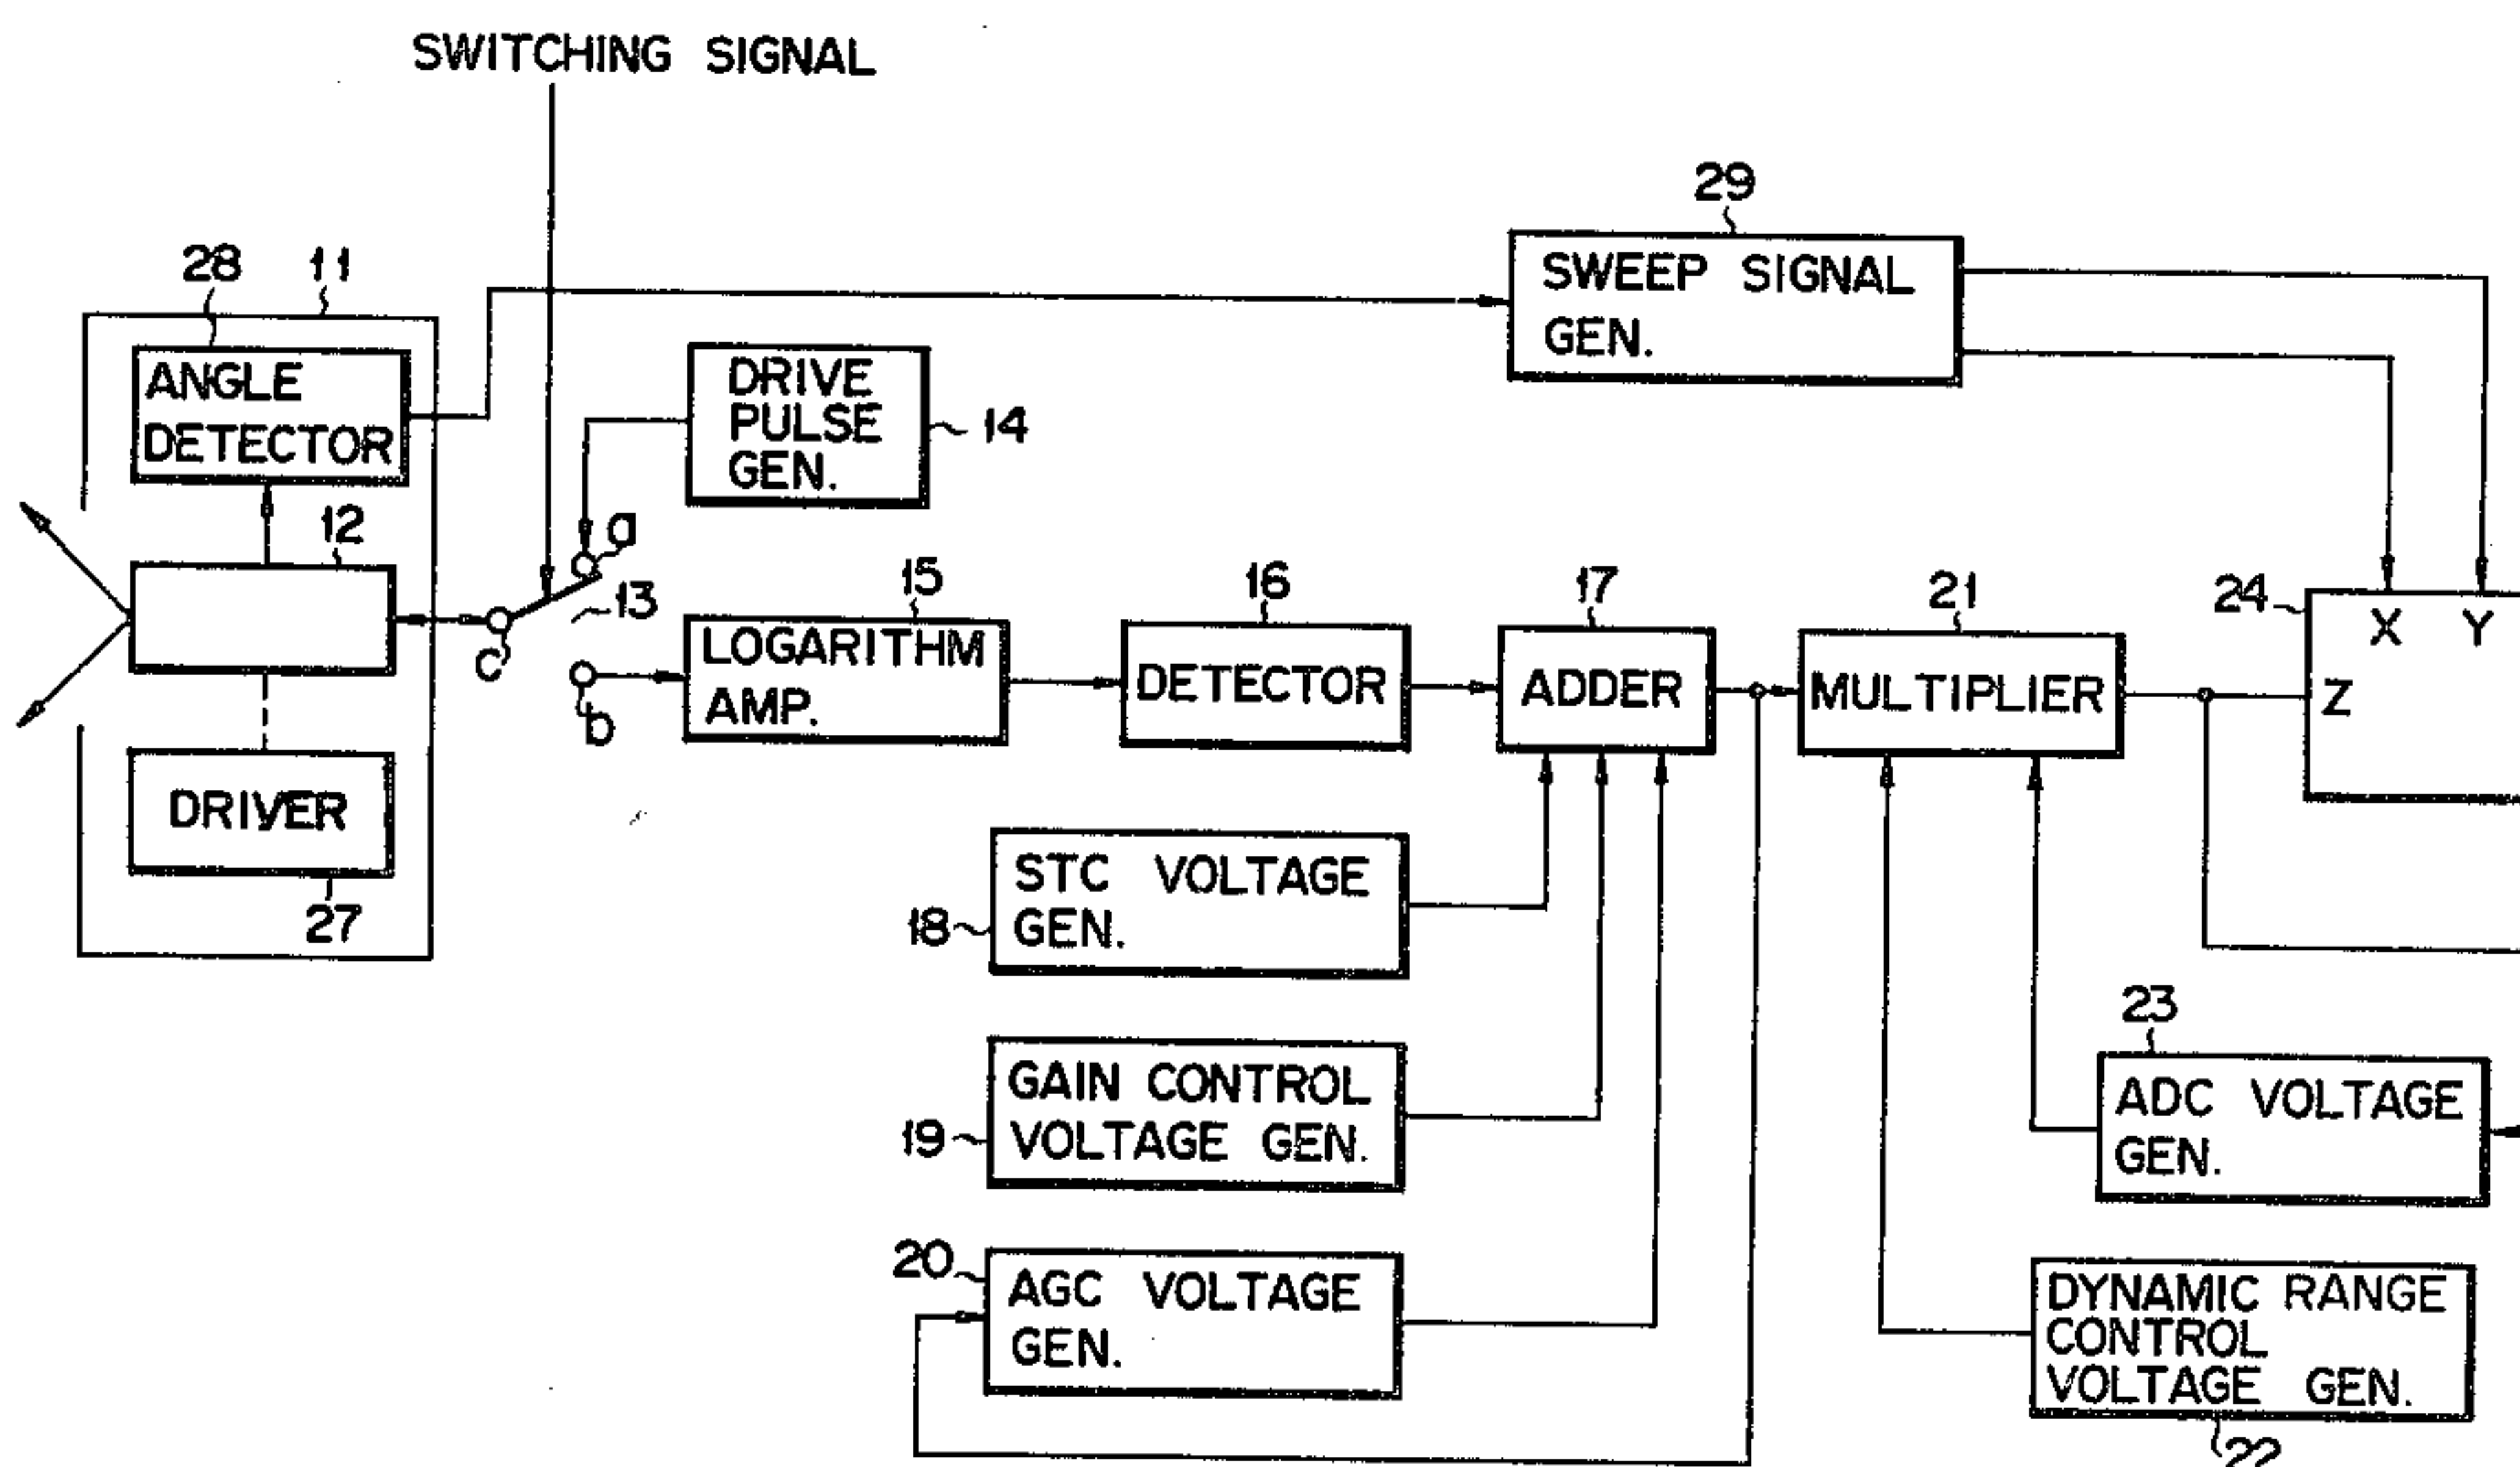 SWITCHING SIGNAL
29
SWEEP SIGNAL
GEN.
28
11
ANGLE
DETECTOR
DRIVE
PULSE
GEN.
14
12
a
13
c
b
15
LOGARITHM
AMP.
16
DETECTOR
17
ADDER
21
MULTIPLIER
24
X
Y
Z
DRIVER
27
STC VOLTAGE
GEN.
18
GAIN CONTROL
VOLTAGE GEN.
19
20
AGC VOLTAGE
GEN.
23
ADC VOLTAGE
GEN.
DYNAMIC RANGE
CONTROL
VOLTAGE GEN.
22